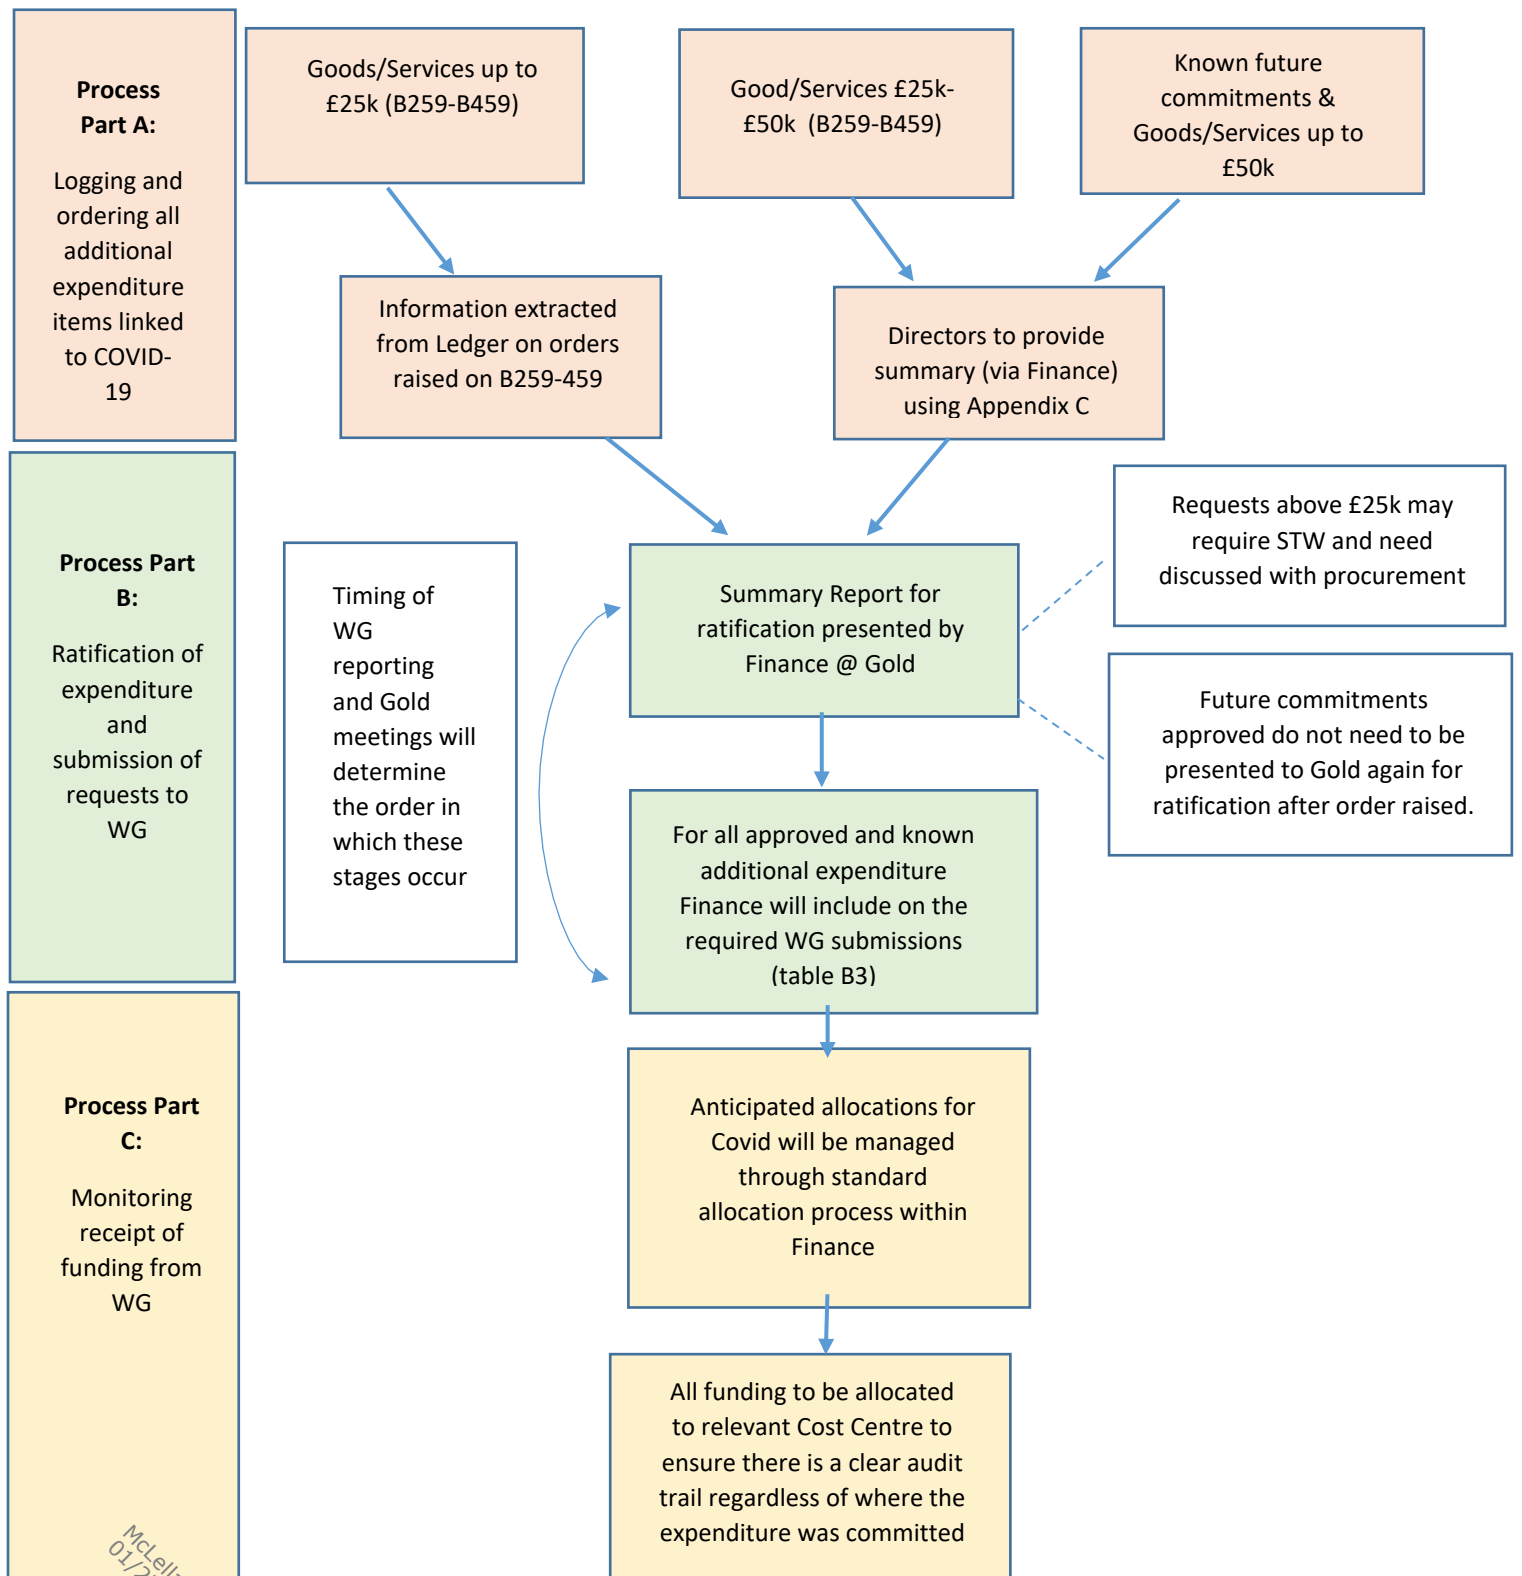 Process
Part A:
Logging and
ordering all
additional
expenditure
items linked
to COVID-
19
Goods/Services up to
£25k (B259-B459)
Good/Services £25k-
£50k (B259-B459)
Known future
commitments &
Goods/Services up to
£50k
Information extracted
from Ledger on orders
raised on B259-459
Directors to provide
summary (via Finance)
using Appendix C
Process Part
B:
Ratification of
expenditure
and
submission of
requests to
WG
Timing of
WG
reporting
and Gold
meetings will
determine
the order in
which these
stages occur
Summary Report for
ratification presented by
Finance @ Gold
Requests above £25k may
require STW and need
discussed with procurement
Future commitments
approved do not need to be
presented to Gold again for
ratification after order raised.
For all approved and known
additional expenditure
Finance will include on the
required WG submissions
(table B3)
Process Part
C:
Monitoring
receipt of
funding from
WG
Anticipated allocations for
Covid will be managed
through standard
allocation process within
Finance
All funding to be allocated
to relevant Cost Centre to
ensure there is a clear audit
trail regardless of where the
expenditure was committed